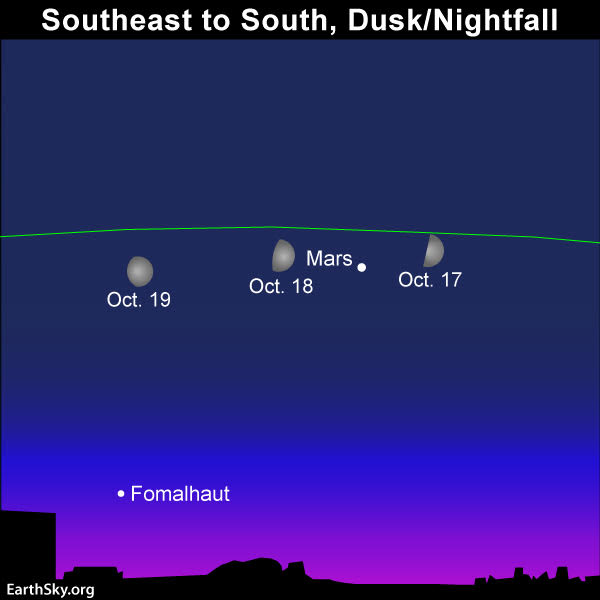 Southeast to South, Dusk/Nightfall
Mars
Oct. 17
Oct. 18
Oct. 19
Fomalhaut
EarthSky.org